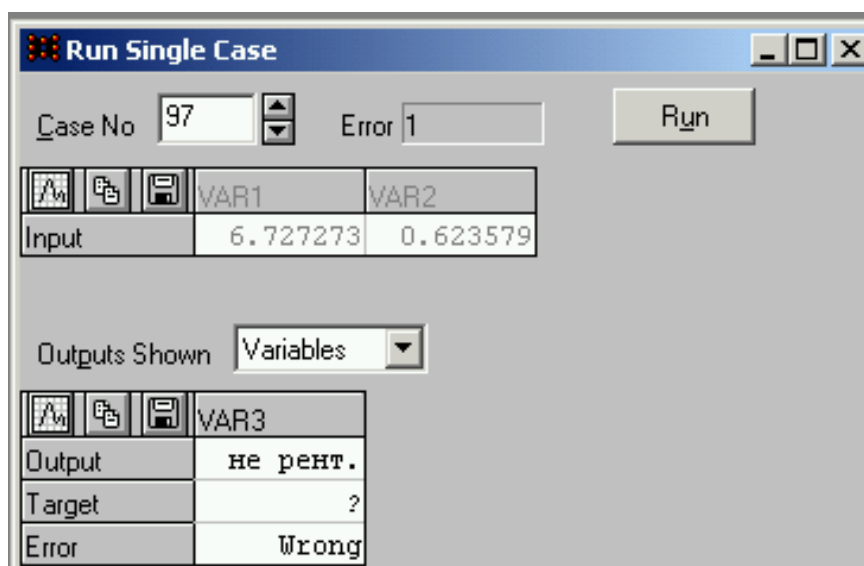 Run Single Case
Case No 97 Error 1 Run
VAR1 VAR2
Input 6.727273 0.623579
Outputs Shown Variables
VAR3
Output не рент.
Target ?
Error Wrong